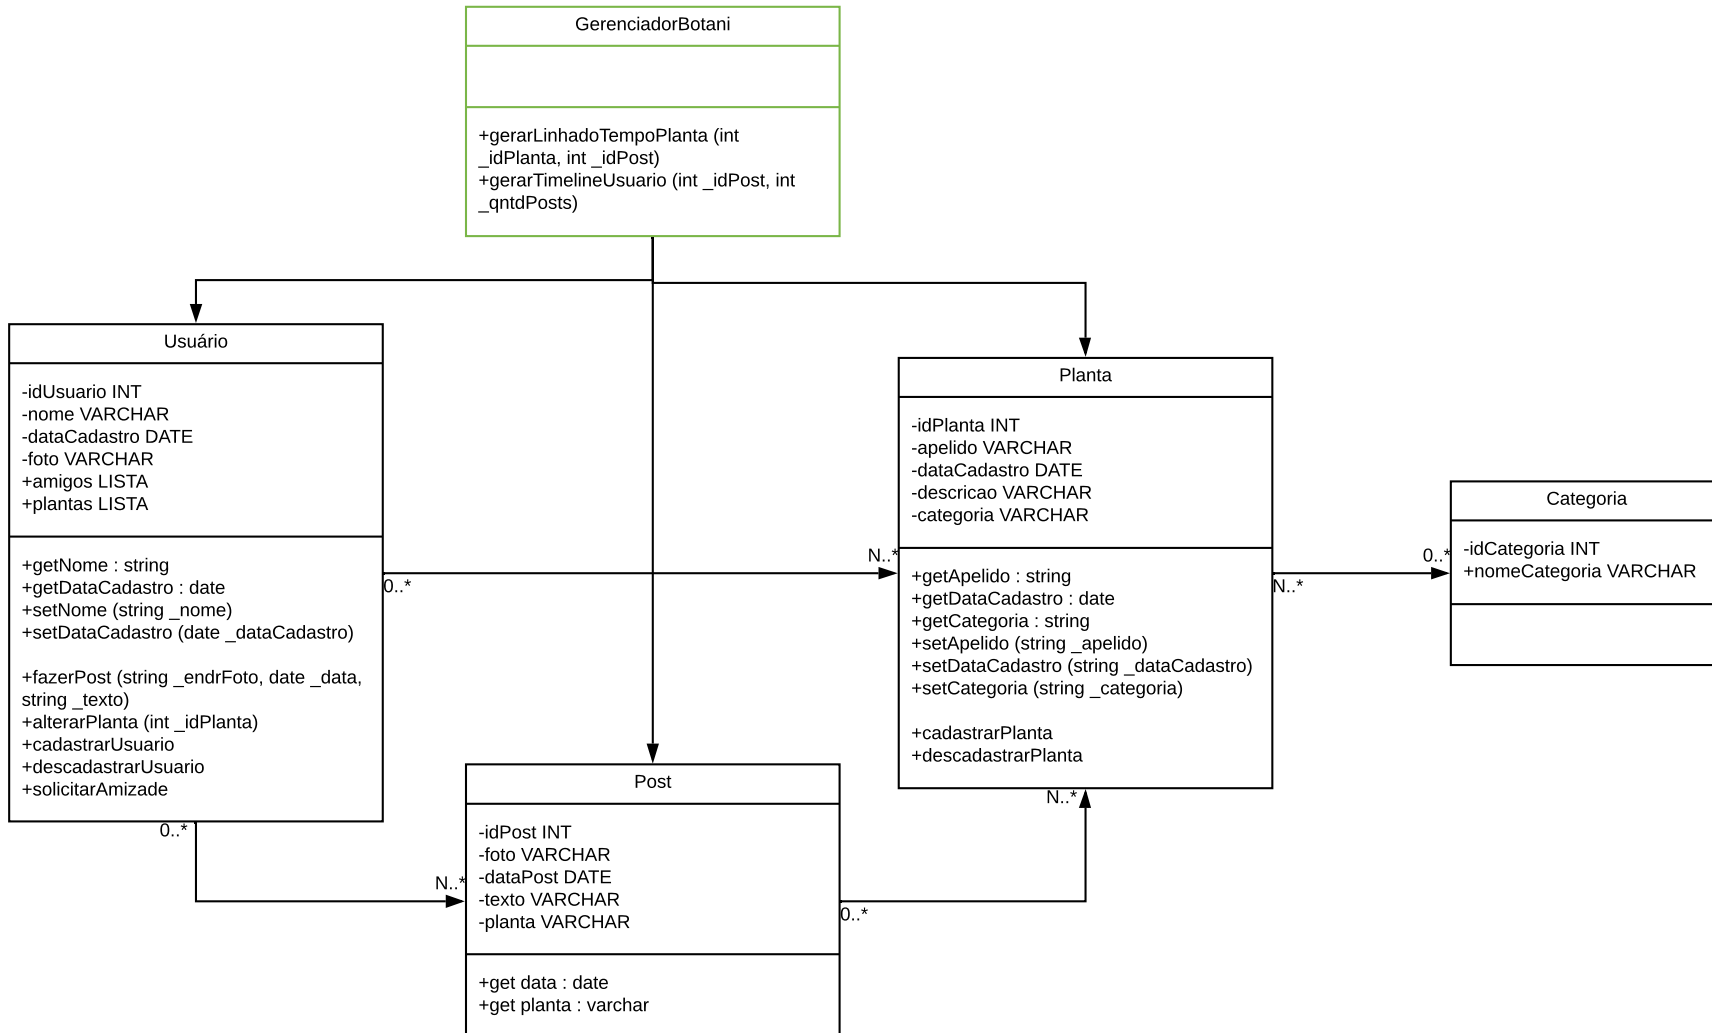 GerenciadorBotani
+gerarLinhadoTempoPlanta (int
_idPlanta, int _idPost)
+gerarTimelineUsuario (int _idPost, int
_qntdPosts)
Usuário
-idUsuario INT
-nome VARCHAR
-dataCadastro DATE
-foto VARCHAR
+amigos LISTA
+plantas LISTA
+getNome : string
+getDataCadastro : date
+setNome (string _nome)
+setDataCadastro (date _dataCadastro)
+fazerPost (string _endrFoto, date _data,
string _texto)
+alterarPlanta (int _idPlanta)
+cadastrarUsuario
+descadastrarUsuario
+solicitarAmizade
0..*
N..*
0..*
N..*
Planta
-idPlanta INT
-apelido VARCHAR
-dataCadastro DATE
-descricao VARCHAR
-categoria VARCHAR
+getApelido : string
+getDataCadastro : date
+getCategoria : string
+setApelido (string _apelido)
+setDataCadastro (string _dataCadastro)
+setCategoria (string _categoria)
+cadastrarPlanta
+descadastrarPlanta
N..*
0..*
Categoria
-idCategoria INT
+nomeCategoria VARCHAR
Post
-idPost INT
-foto VARCHAR
-dataPost DATE
-texto VARCHAR
-planta VARCHAR
+get data : date
+get planta : varchar
0..*
N..*